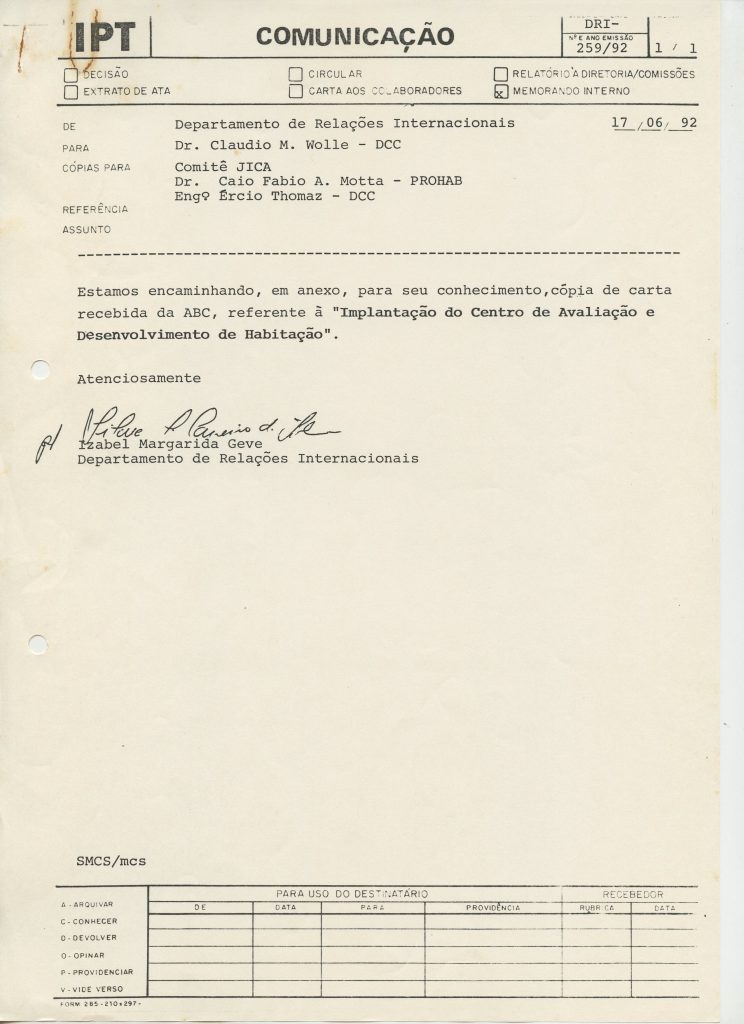 IPT COMUNICAÇÃO DRI-
Nº E ANO EMISSÃO
259/92 1 / 1
DECISÃO CIRCULAR RELATÓRIO À DIRETORIA/COMISSÕES
EXTRATO DE ATA CARTA AOS COLABORADORES x MEMORANDO INTERNO
DE Departamento de Relações Internacionais 17 / 06 / 92
PARA Dr. Claudio M. Wolle - DCC
CÓPIAS PARA Comitê JICA
Dr. Caio Fabio A. Motta - PROHAB
Engº Ércio Thomaz - DCC
REFERÊNCIA
ASSUNTO
Estamos encaminhando, em anexo, para seu conhecimento,cópia de carta
recebida da ABC, referente à "Implantação do Centro de Avaliação e
Desenvolvimento de Habitação".
Atenciosamente
p/
Izabel Margarida Geve
Departamento de Relações Internacionais
SMCS/mcs
A - ARQUIVAR
C - CONHECER
D - DEVOLVER
O - OPINAR
P - PROVIDENCIAR
V - VIDE VERSO
PARA USO DO DESTINATÁRIO RECEBEDOR
DE DATA PARA PROVIDÊNCIA RUBRICA DATA
FORM. 265 - 210x297 -